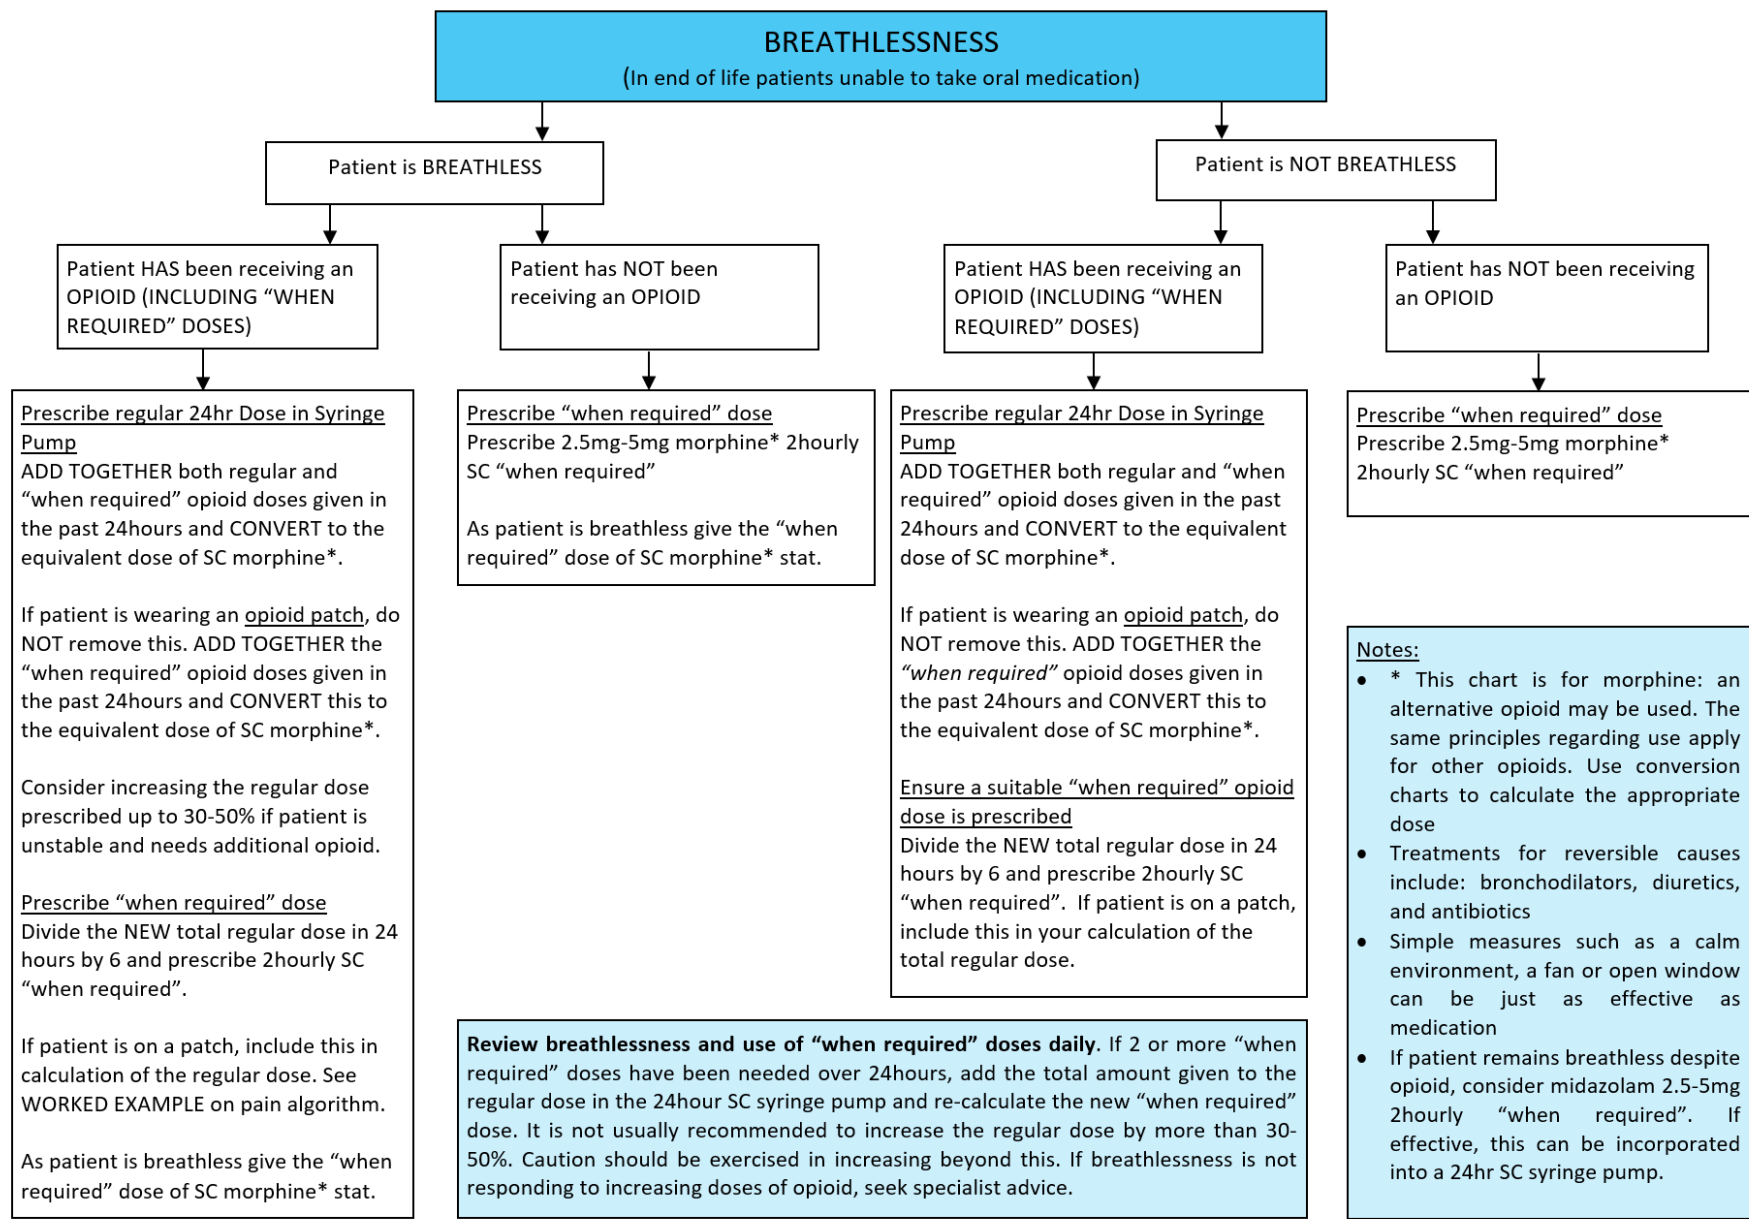 BREATHLESSNESS
(In end of life patients unable to take oral medication)
Patient is BREATHLESS
Patient is NOT BREATHLESS
Patient HAS been receiving an
OPIOID (INCLUDING “WHEN
REQUIRED” DOSES)
Patient has NOT been
receiving an OPIOID
Patient HAS been receiving an
OPIOID (INCLUDING “WHEN
REQUIRED” DOSES)
Patient has NOT been receiving
an OPIOID
Prescribe regular 24hr Dose in Syringe
Pump
ADD TOGETHER both regular and
“when required” opioid doses given in
the past 24hours and CONVERT to the
equivalent dose of SC morphine*.
If patient is wearing an opioid patch, do
NOT remove this. ADD TOGETHER the
“when required” opioid doses given in
the past 24hours and CONVERT this to
the equivalent dose of SC morphine*.
Consider increasing the regular dose
prescribed up to 30-50% if patient is
unstable and needs additional opioid.
Prescribe “when required” dose
Divide the NEW total regular dose in 24
hours by 6 and prescribe 2hourly SC
“when required”.
If patient is on a patch, include this in
calculation of the regular dose. See
WORKED EXAMPLE on pain algorithm.
As patient is breathless give the “when
required” dose of SC morphine* stat.
Prescribe “when required” dose
Prescribe 2.5mg-5mg morphine* 2hourly
SC “when required”
As patient is breathless give the “when
required” dose of SC morphine* stat.
Prescribe regular 24hr Dose in Syringe
Pump
ADD TOGETHER both regular and “when
required” opioid doses given in the past
24hours and CONVERT to the equivalent
dose of SC morphine*.
If patient is wearing an opioid patch, do
NOT remove this. ADD TOGETHER the
“when required” opioid doses given in
the past 24hours and CONVERT this to
the equivalent dose of SC morphine*.
Ensure a suitable “when required” opioid
dose is prescribed
Divide the NEW total regular dose in 24
hours by 6 and prescribe 2hourly SC
“when required”. If patient is on a patch,
include this in your calculation of the
total regular dose.
Prescribe “when required” dose
Prescribe 2.5mg-5mg morphine*
2hourly SC “when required”
Notes:
• * This chart is for morphine: an
alternative opioid may be used. The
same principles regarding use apply
for other opioids. Use conversion
charts to calculate the appropriate
dose
• Treatments for reversible causes
include: bronchodilators, diuretics,
and antibiotics
• Simple measures such as a calm
environment, a fan or open window
can be just as effective as
medication
• If patient remains breathless despite
opioid, consider midazolam 2.5-5mg
2hourly “when required”. If
effective, this can be incorporated
into a 24hr SC syringe pump.
Review breathlessness and use of “when required” doses daily. If 2 or more “when
required” doses have been needed over 24hours, add the total amount given to the
regular dose in the 24hour SC syringe pump and re-calculate the new “when required”
dose. It is not usually recommended to increase the regular dose by more than 30-
50%. Caution should be exercised in increasing beyond this. If breathlessness is not
responding to increasing doses of opioid, seek specialist advice.